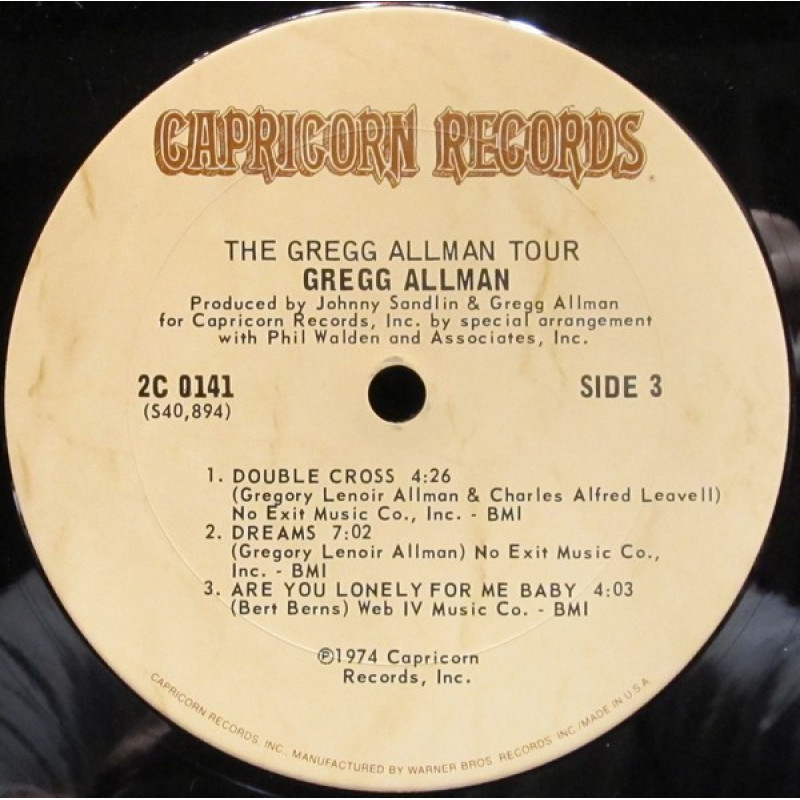 CAPRICORN RECORDS
THE GREGG ALLMAN TOUR
GREGG ALLMAN
Produced by Johnny Sandlin & Gregg Allman
for Capricorn Records, Inc. by special arrangement
with Phil Walden and Associates, Inc.
2C 0141
(S40,894)
SIDE 3
1. DOUBLE CROSS 4:26
(Gregory Lenoir Allman & Charles Alfred Leavell)
No Exit Music Co., Inc. - BMI
2. DREAMS 7:02
(Gregory Lenoir Allman) No Exit Music Co.,
Inc. - BMI
3. ARE YOU LONELY FOR ME BABY 4:03
(Bert Berns) Web IV Music Co. - BMI
℗1974 Capricorn
Records, Inc.
CAPRICORN RECORDS, INC., MANUFACTURED BY WARNER BROS. RECORDS INC./MADE IN U.S.A.